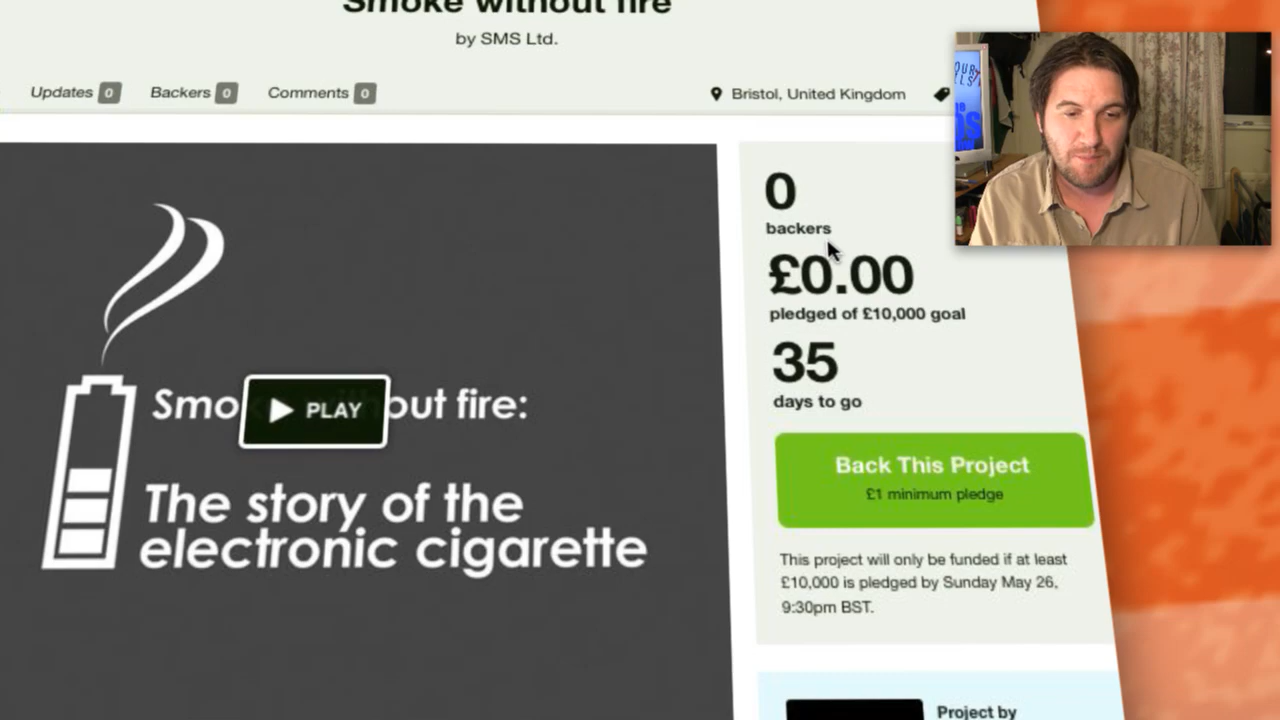 Smoke without fire
by SMS Ltd.
Updates 0 Backers 0 Comments 0
Bristol, United Kingdom
0
backers
£0.00
pledged of £10,000 goal
35
days to go
Back This Project
£1 minimum pledge
This project will only be funded if at least
£10,000 is pledged by Sunday May 26,
9:30pm BST.
Project by
Smo PLAY out fire:
The story of the
electronic cigarette